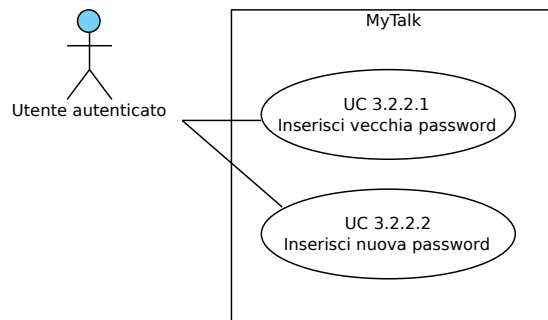 MyTalk
Utente autenticato
UC 3.2.2.1
Inserisci vecchia password
UC 3.2.2.2
Inserisci nuova password